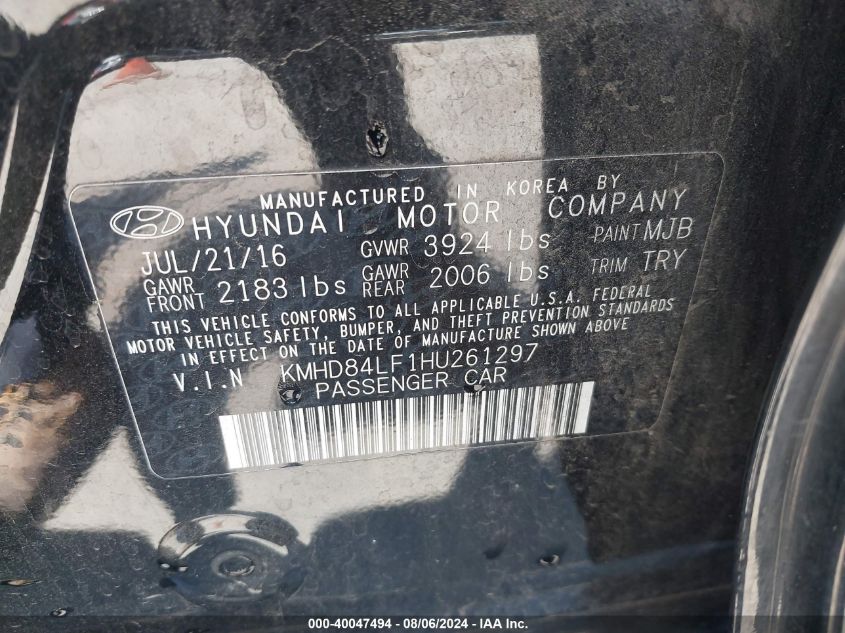 MANUFACTURED IN KOREA BY
HYUNDAI MOTOR COMPANY
JUL/21/16 GVWR 3924 lbs PAINT MJB
GAWR FRONT 2183 lbs GAWR REAR 2006 lbs TRIM TRY
THIS VEHICLE CONFORMS TO ALL APPLICABLE U.S.A. FEDERAL
MOTOR VEHICLE SAFETY, BUMPER, AND THEFT PREVENTION STANDARDS
IN EFFECT ON THE DATE OF MANUFACTURE SHOWN ABOVE
V.I.N KMHD84LF1HU261297
PASSENGER CAR
000-40047494 - 08/06/2024 - IAA Inc.